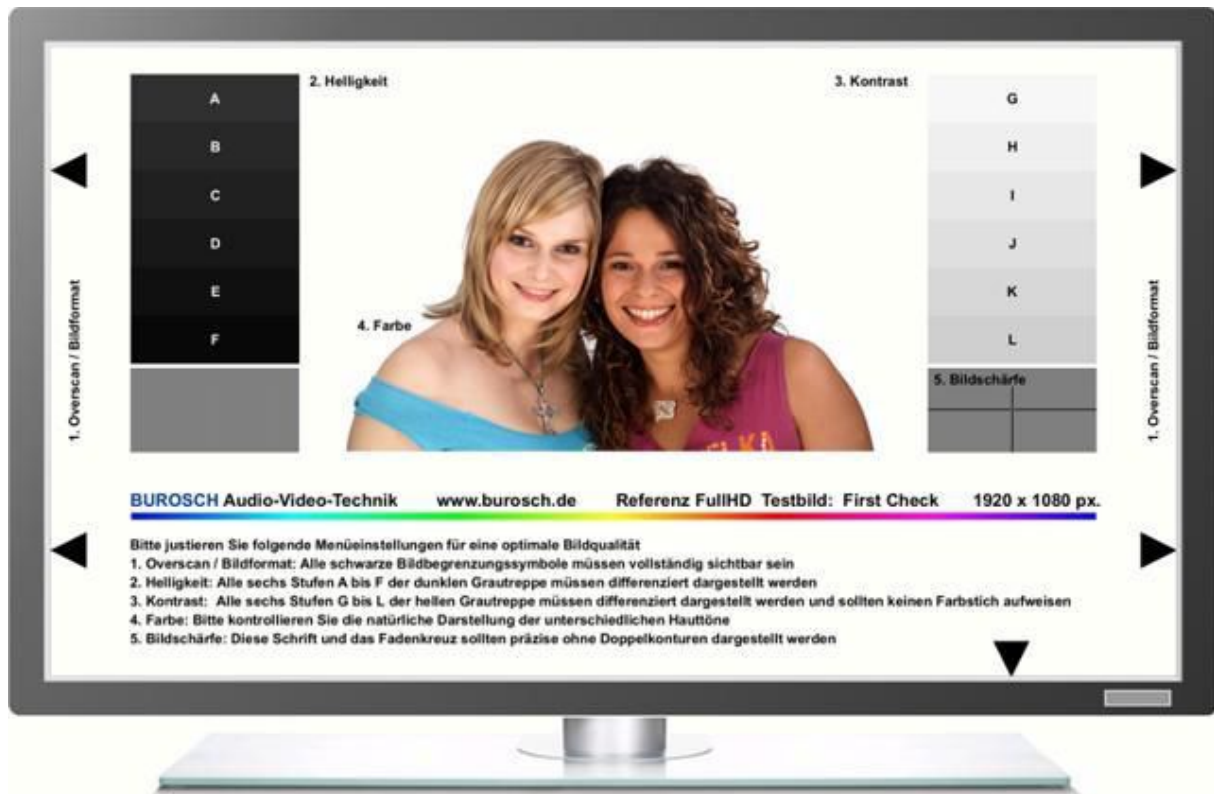 2. Helligkeit
3. Kontrast
A
B
C
D
E
F
G
H
I
J
K
L
1. Overscan / Bildformat
4. Farbe
5. Bildschärfe
1. Overscan / Bildformat
BUROSCH Audio-Video-Technik www.burosch.de Referenz FullHD Testbild: First Check 1920 x 1080 px.
Bitte justieren Sie folgende Menüeinstellungen für eine optimale Bildqualität
1. Overscan / Bildformat: Alle schwarze Bildbegrenzungssymbole müssen vollständig sichtbar sein
2. Helligkeit: Alle sechs Stufen A bis F der dunklen Grautreppe müssen differenziert dargestellt werden
3. Kontrast: Alle sechs Stufen G bis L der hellen Grautreppe müssen differenziert dargestellt werden und sollten keinen Farbstich aufweisen
4. Farbe: Bitte kontrollieren Sie die natürliche Darstellung der unterschiedlichen Hauttöne
5. Bildschärfe: Diese Schrift und das Fadenkreuz sollten präzise ohne Doppelkonturen dargestellt werden